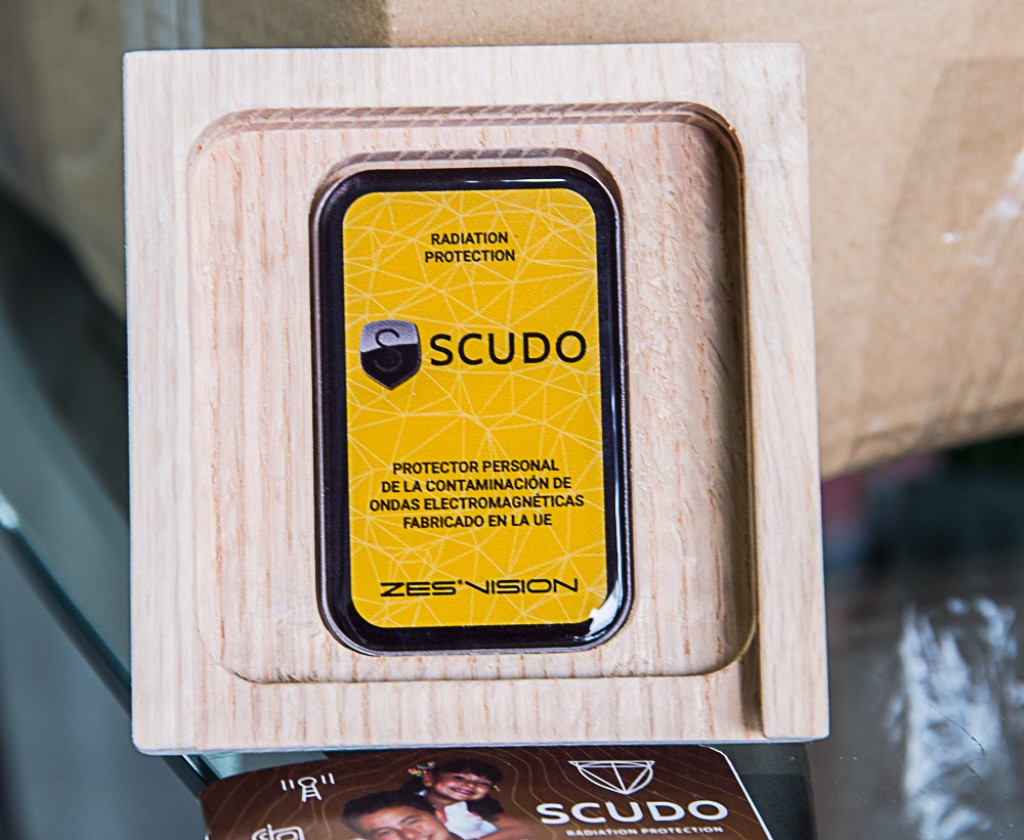 RADIATION
PROTECTION
S SCUDO
PROTECTOR PERSONAL
DE LA CONTAMINACIÓN DE
ONDAS ELECTROMAGNÉTICAS
FABRICADO EN LA UE
ZES°VISION
SCUDO
RADIATION PROTECTION